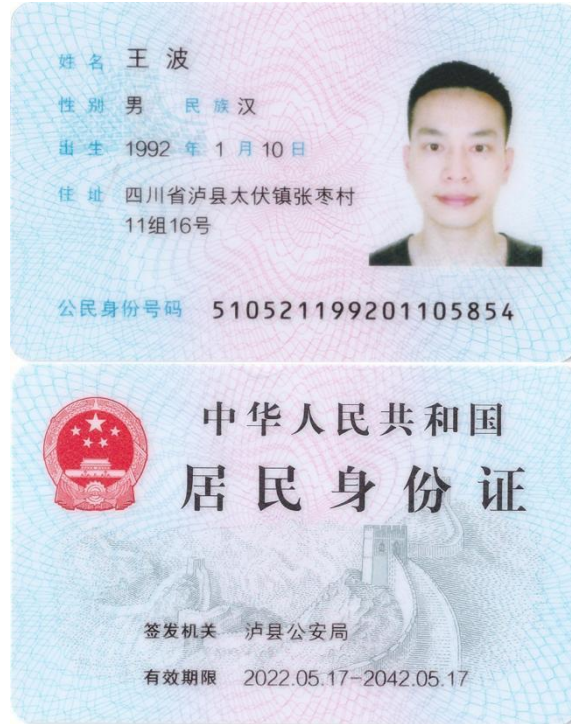 姓名 王波
性别 男 民族 汉
出生 1992 年 1 月 10 日
住址 四川省泸县太伏镇张枣村
11组16号
公民身份号码 510521199201105854
中华人民共和国
居民身份证
签发机关 泸县公安局
有效期限 2022.05.17-2042.05.17